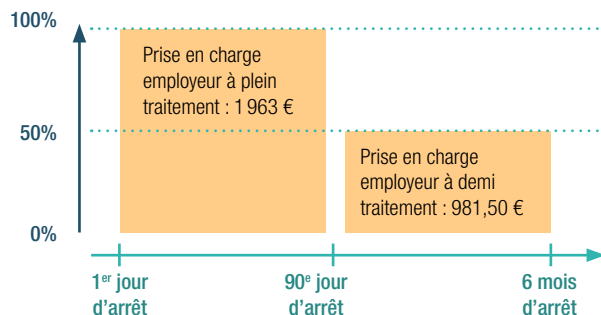 100%
Prise en charge
employeur à plein
traitement : 1 963 €
50%
Prise en charge
employeur à demi
traitement : 981,50 €
0%
1er jour
d'arrêt
90e jour
d'arrêt
6 mois
d'arrêt